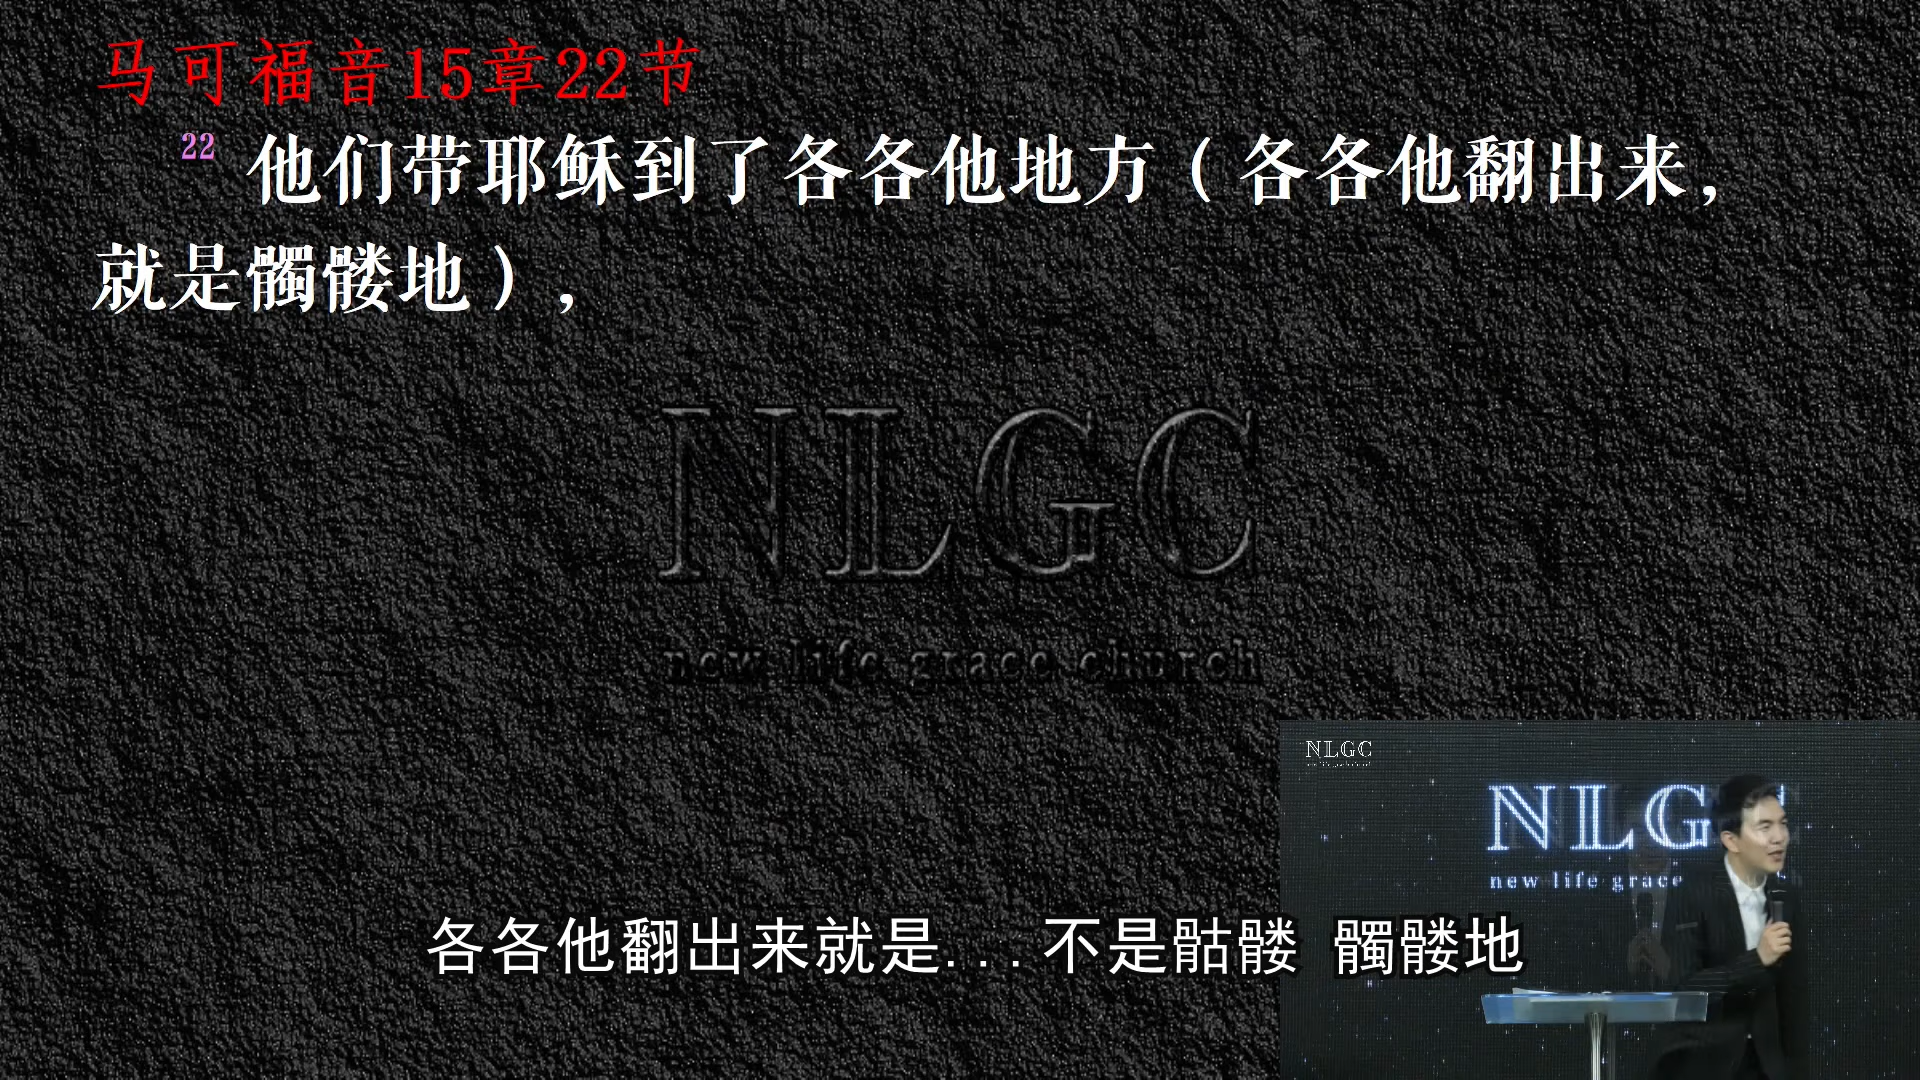 马可福音15章22节
22 他们带耶稣到了各各他地方（各各他翻出来，
就是髑髅地），
NLGC
new life grace church
NLGC
NLG
new life grace
各各他翻出来就是...不是骷髅 髑髅地